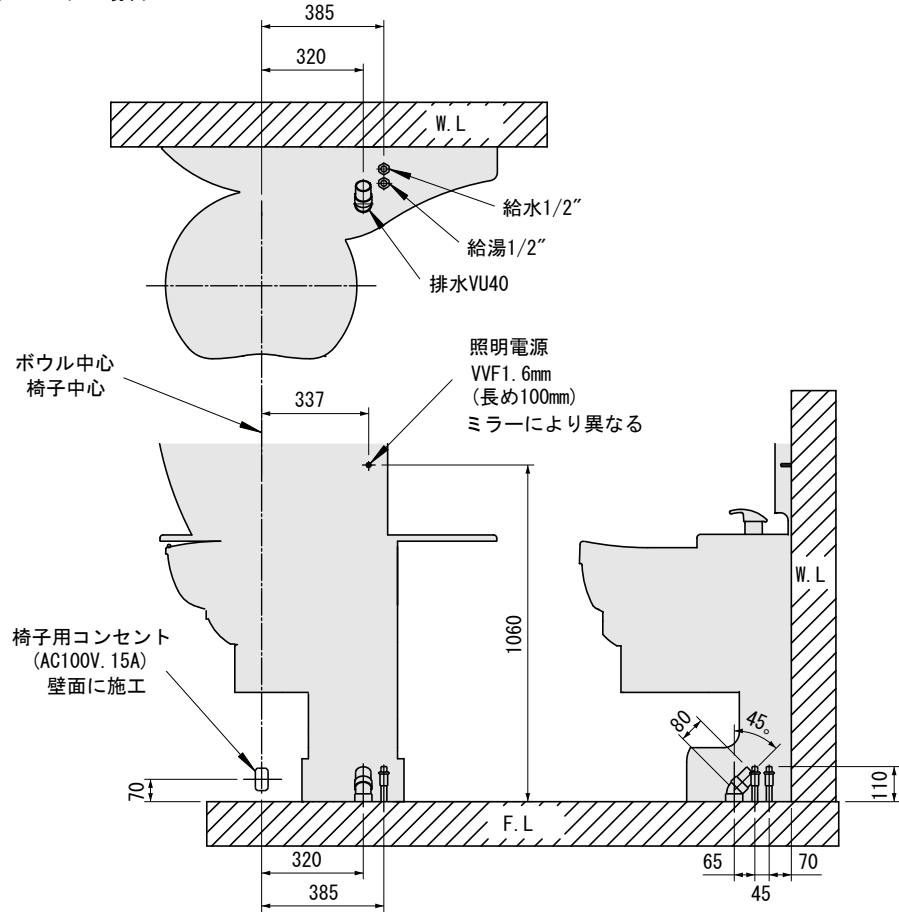 385
320
W.L
給水1/2"
給湯1/2"
排水VU40
ボウル中心
椅子中心
照明電源
VVF1.6mm
(長め100mm)
ミラーにより異なる
337
W.L
1060
椅子用コンセント
(AC100V.15A)
壁面に施工
70
80
45°
110
F.L
320
385
65
45
70